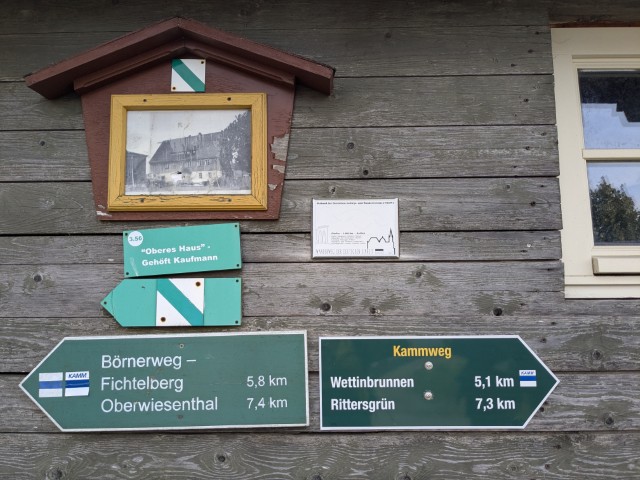 3.56
"Oberes Haus" -
Gehöft Kaufmann
Börnerweg –
KAMM
Fichtelberg 5,8 km
Oberwiesenthal 7,4 km
Kammweg
Wettinbrunnen 5,1 km
KAMM
Rittersgrün 7,3 km